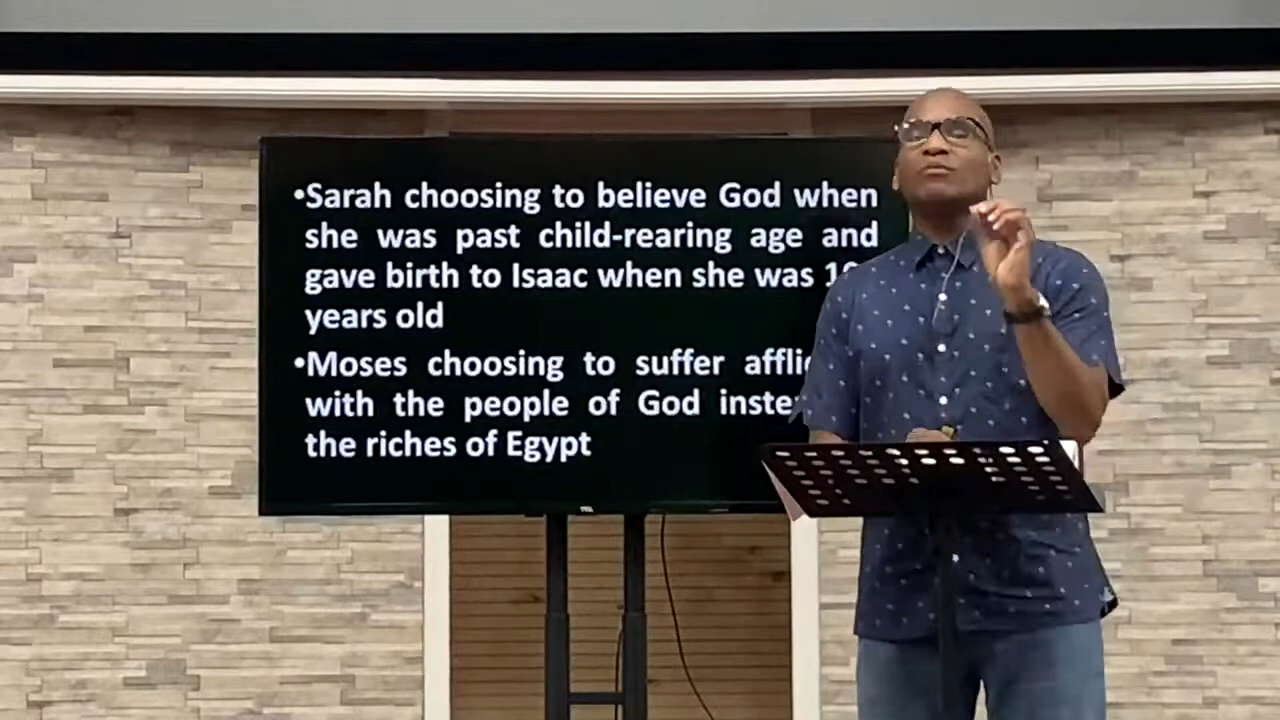 •Sarah choosing to believe God when
she was past child-rearing age and
gave birth to Isaac when she was
years old
•Moses choosing to suffer
with the people of God
the riches of Egypt